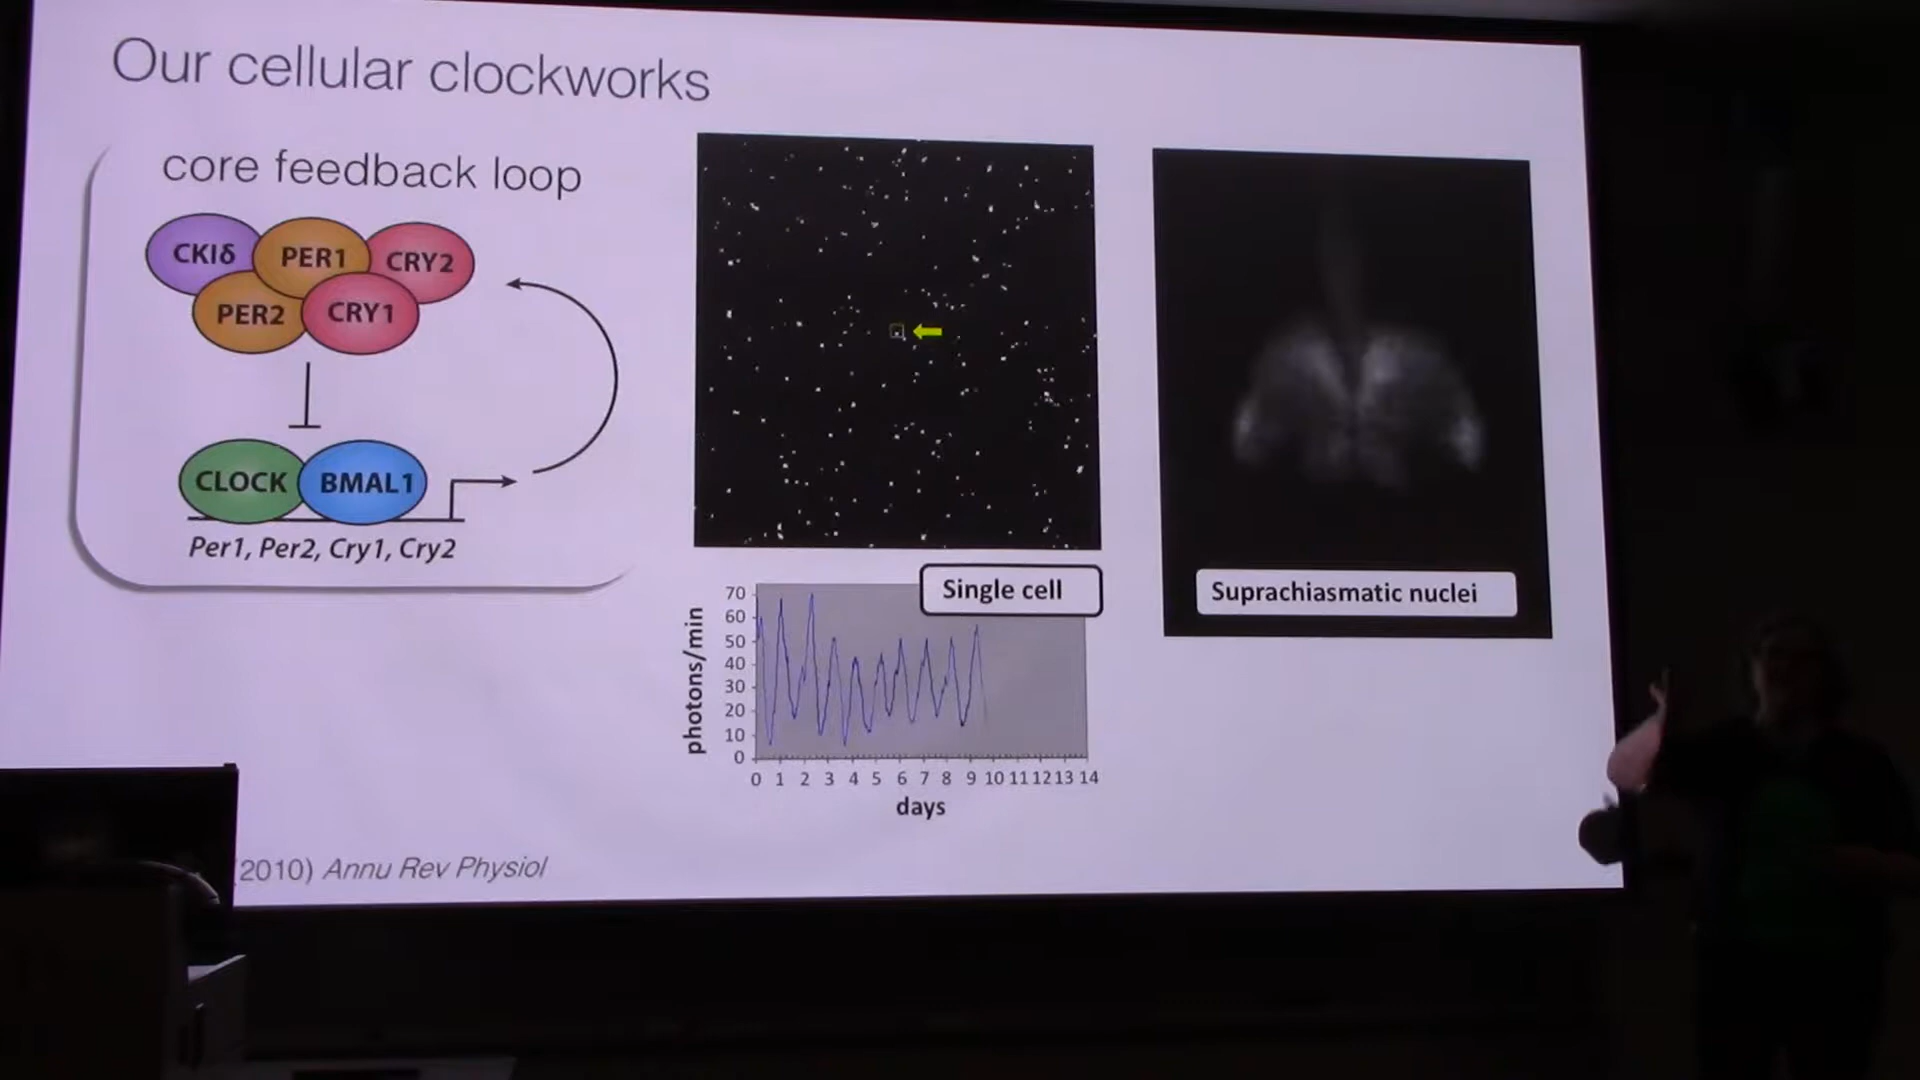 Our cellular clockworks
core feedback loop
CKIδ
PER1
CRY2
PER2
CRY1
CLOCK
BMAL1
Per1, Per2, Cry1, Cry2
Single cell
photons/min
70
60
50
40
30
20
10
0
0 1 2 3 4 5 6 7 8 9 10 11 12 13 14
days
Suprachiasmatic nuclei
2010) Annu Rev Physiol